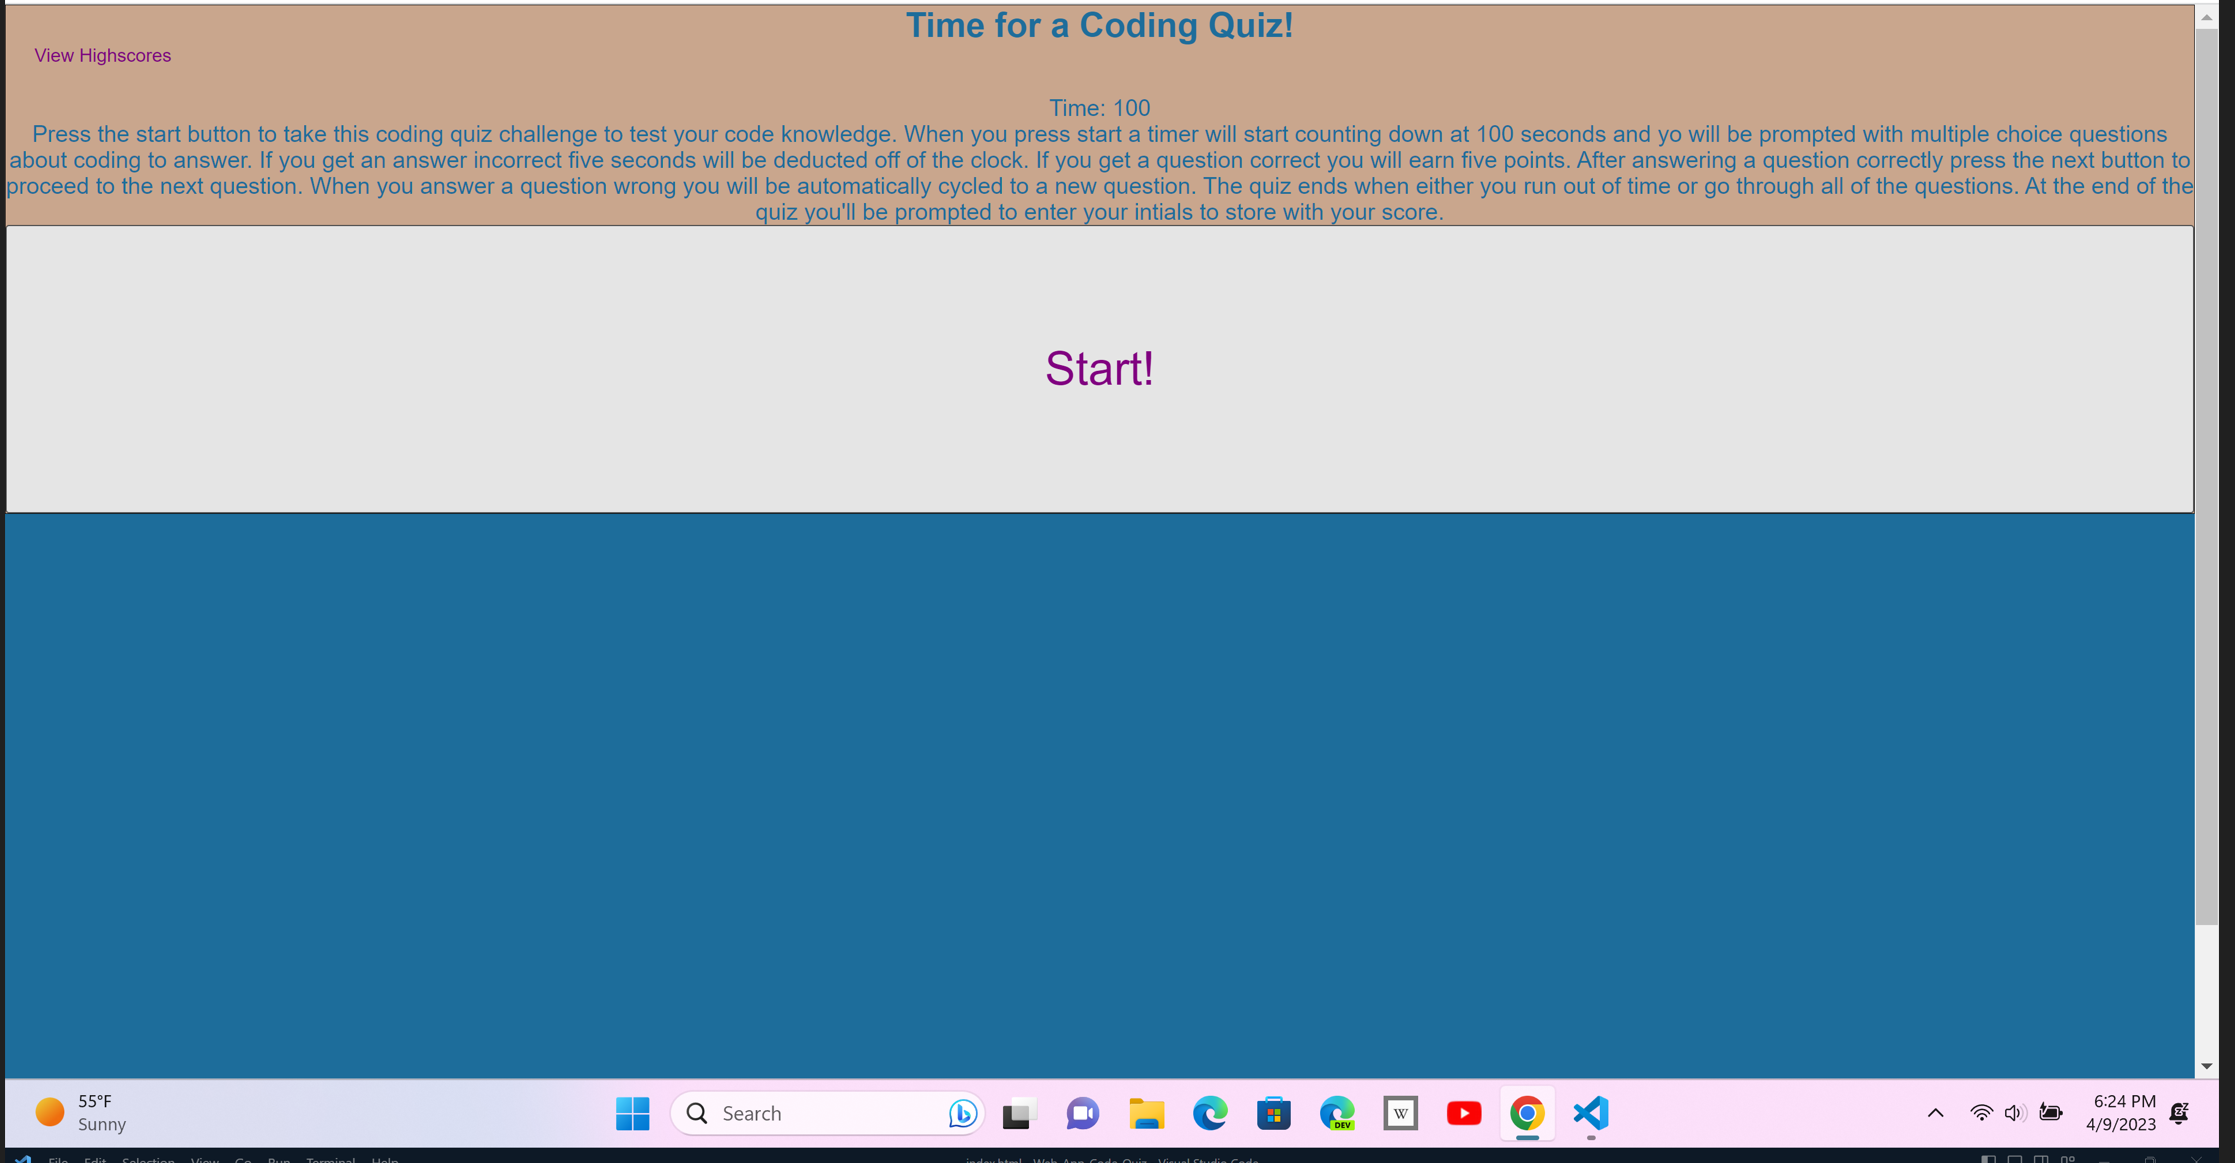 Time for a Coding Quiz!
View Highscores
Time: 100
Press the start button to take this coding quiz challenge to test your code knowledge. When you press start a timer will start counting down at 100 seconds and yo will be prompted with multiple choice questions
about coding to answer. If you get an answer incorrect five seconds will be deducted off of the clock. If you get a question correct you will earn five points. After answering a question correctly press the next button to
proceed to the next question. When you answer a question wrong you will be automatically cycled to a new question. The quiz ends when either you run out of time or go through all of the questions. At the end of the
quiz you'll be prompted to enter your intials to store with your score.
Start!
55°F
Sunny
Search
DEV
W
6:24 PM
4/9/2023
File Edit Selection View Go Run Terminal Help
index.html - Web-App-Code-Quiz - Visual Studio Code